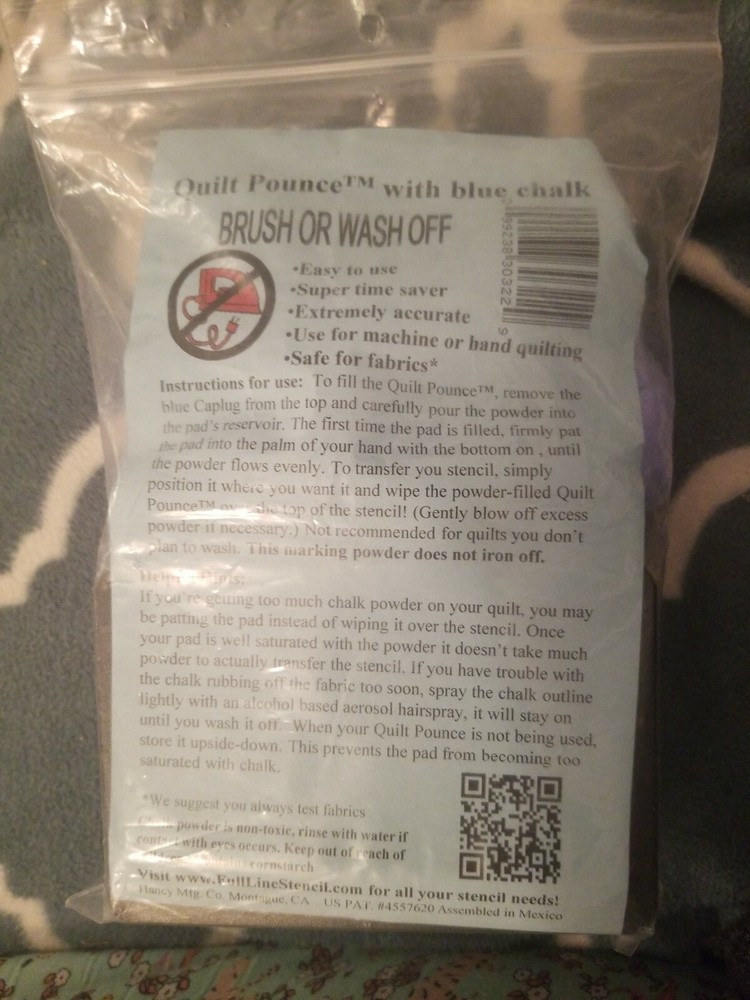 Quilt Pounce™ with blue chalk
BRUSH OR WASH OFF
•Easy to use
•Super time saver
•Extremely accurate
•Use for machine or hand quilting
•Safe for fabrics*
99238 30322 9
Instructions for use: To fill the Quilt Pounce™, remove the
blue Caplug from the top and carefully pour the powder into
the pad's reservoir. The first time the pad is filled, firmly pat
the pad into the palm of your hand with the bottom on , until
the powder flows evenly. To transfer you stencil, simply
position it where you want it and wipe the powder-filled Quilt
Pounce™ over the top of the stencil! (Gently blow off excess
powder if necessary.) Not recommended for quilts you don't
plan to wash. This marking powder does not iron off.
Hints:
If you're getting too much chalk powder on your quilt, you may
be patting the pad instead of wiping it over the stencil. Once
your pad is well saturated with the powder it doesn't take much
powder to actually transfer the stencil. If you have trouble with
the chalk rubbing off the fabric too soon, spray the chalk outline
lightly with an alcohol based aerosol hairspray, it will stay on
until you wash it off. When your Quilt Pounce is not being used,
store it upside-down. This prevents the pad from becoming too
saturated with chalk.
*We suggest you always test fabrics
Chalk powder is non-toxic, rinse with water if
contact with eyes occurs. Keep out of reach of
cornstarch
Visit www.FullLineStencil.com for all your stencil needs!
Hancy Mfg. Co. Montague, CA US PAT. #4557620 Assembled in Mexico